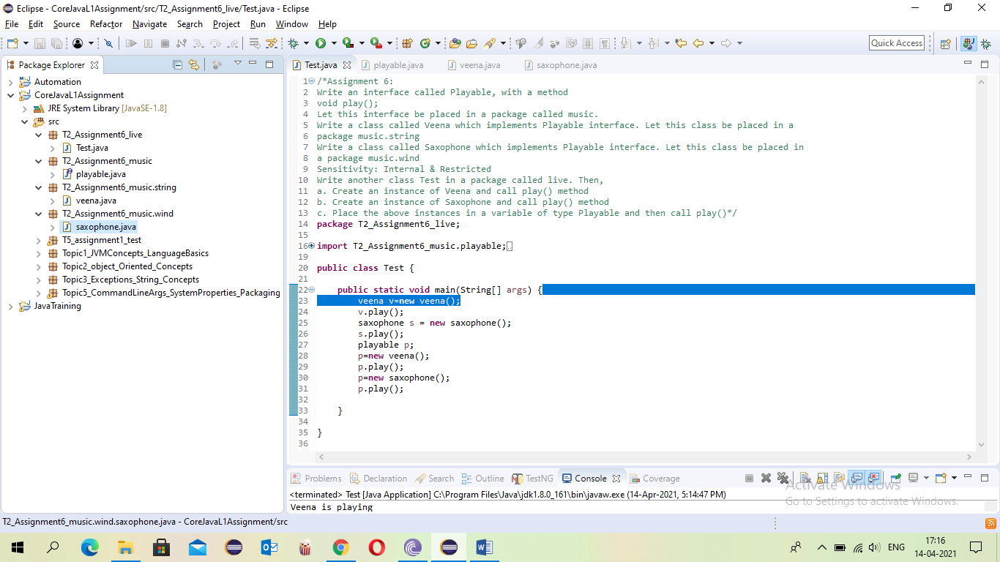 Eclipse - CoreJavaL1Assignment/src/T2_Assignment6_live/Test.java - Eclipse
File Edit Source Refactor Navigate Search Project Run Window Help
Quick Access
Package Explorer
Automation
CoreJavaL1Assignment
JRE System Library [JavaSE-1.8]
src
T2_Assignment6_live
Test.java
T2_Assignment6_music
playable.java
T2_Assignment6_music.string
veena.java
T2_Assignment6_music.wind
saxophone.java
T5_assignment1_test
Topic1_JVMConcepts_LanguageBasics
Topic2_object_Oriented_Concepts
Topic3_Exceptions_String_Concepts
Topic5_CommandLineArgs_SystemProperties_Packaging
JavaTraining
Test.java playable.java veena.java saxophone.java
1 /*Assignment 6:
2 Write an interface called Playable, with a method
3 void play();
4 Let this interface be placed in a package called music.
5 Write a class called Veena which implements Playable interface. Let this class be placed in a
6 package music.string
7 Write a class called Saxophone which implements Playable interface. Let this class be placed in
8 a package music.wind
9 Sensitivity: Internal & Restricted
10 Write another class Test in a package called live. Then,
11 a. Create an instance of Veena and call play() method
12 b. Create an instance of Saxophone and call play() method
13 c. Place the above instances in a variable of type Playable and then call play()*/
14 package T2_Assignment6_live;
15
16 import T2_Assignment6_music.playable;
19
20 public class Test {
21
22 public static void main(String[] args) {
23 veena v=new veena();
24 v.play();
25 saxophone s = new saxophone();
26 s.play();
27 playable p;
28 p=new veena();
29 p.play();
30 p=new saxophone();
31 p.play();
32
33 }
34
35 }
36
Problems Declaration Search Outline TestNG Console Coverage
<terminated> Test [Java Application] C:\Program Files\Java\jdk1.8.0_161\bin\javaw.exe (14-Apr-2021, 5:14:47 PM)
Veena is playing
Activate Windows
Go to Settings to activate Windows.
T2_Assignment6_music.wind.saxophone.java - CoreJavaL1Assignment/src
ENG
17:16
14-04-2021